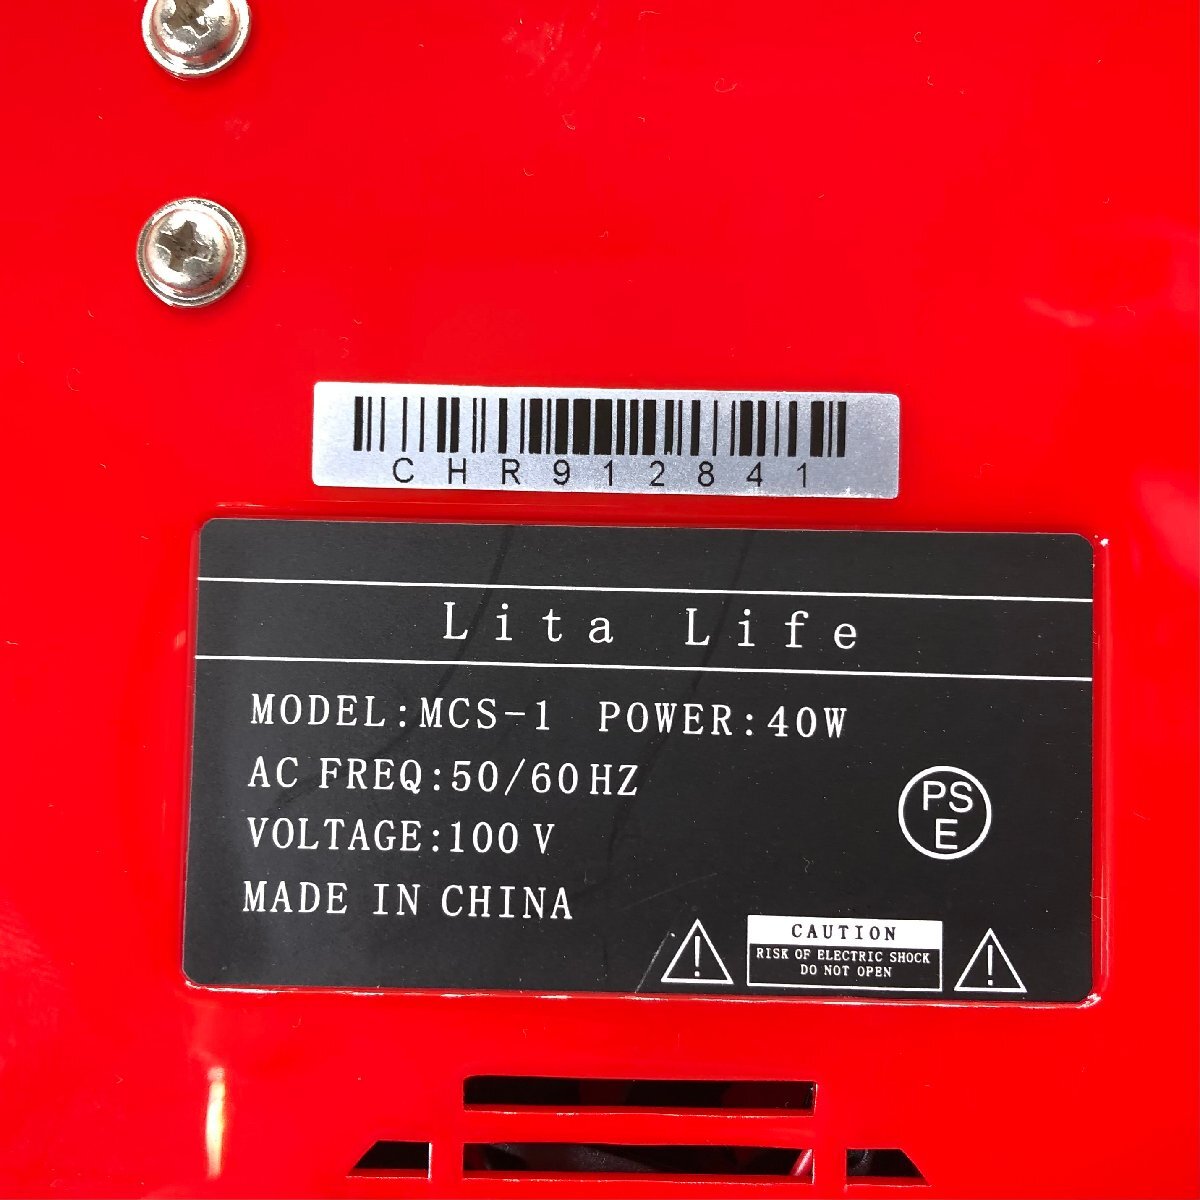 CHR912841
Lita Life
MODEL:MCS-1 POWER:40W
AC FREQ:50/60HZ
VOLTAGE:100V
PS
E
MADE IN CHINA
CAUTION
RISK OF ELECTRIC SHOCK
DO NOT OPEN